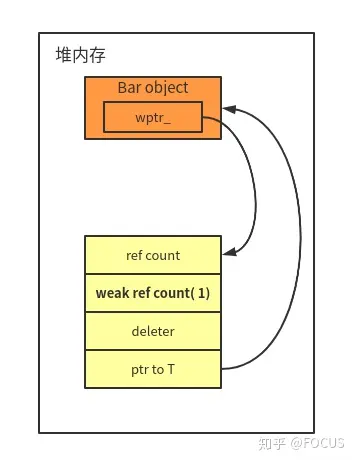 堆内存
Bar object
wptr_
ref count
weak ref count( 1)
deleter
ptr to T
知乎 @FOCUS